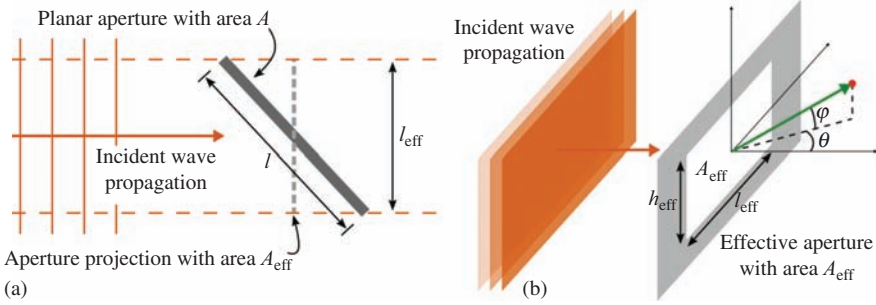 Planar aperture with area A
l
l_eff
Incident wave
propagation
Aperture projection with area A_eff
(a)
Incident wave
propagation
φ
θ
A_eff
h_eff
l_eff
Effective aperture
with area A_eff
(b)